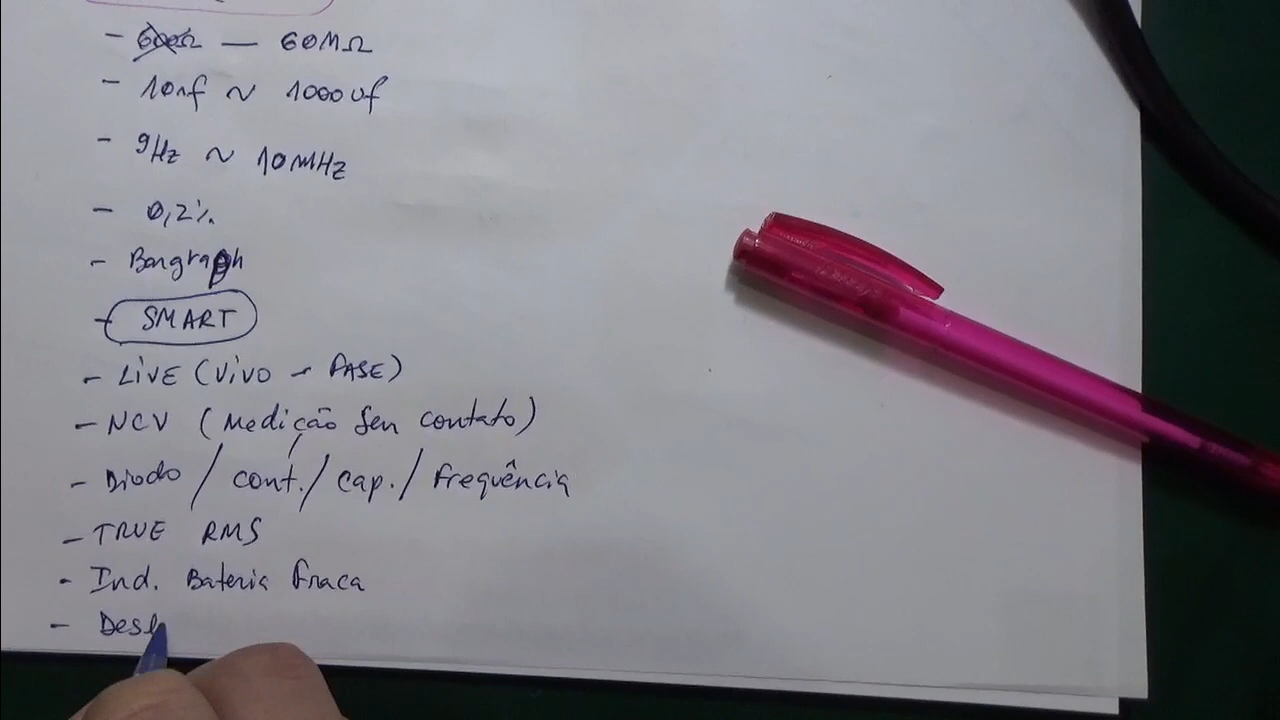 - 600Ω — 60MΩ
- 10nf ~ 1000uf
- 9Hz ~ 10MHz
- 0,2%
- Bargraph
- SMART
- LIVE (VIVO - FASE)
- NCV (Medição Sem contato)
- Diodo / cont. / cap. / Frequência
- TRUE RMS
- Ind. Bateria fraca
- Desl